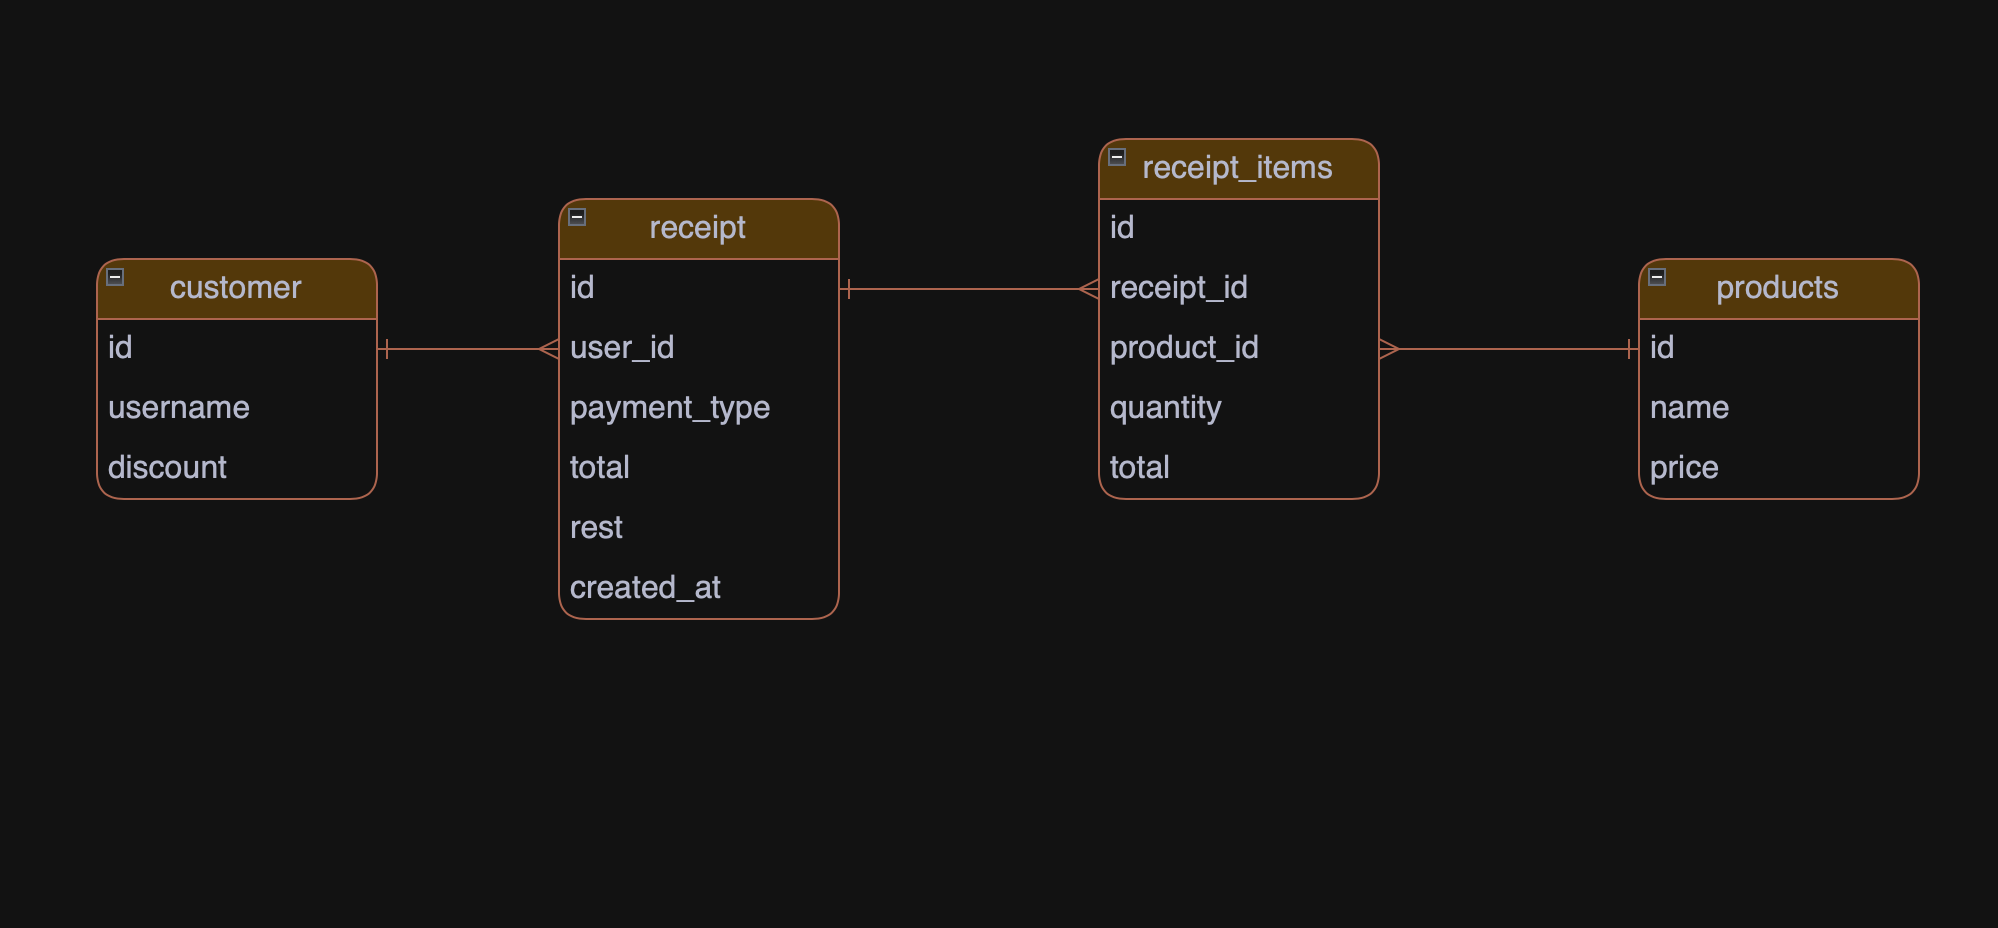 customer
id
username
discount
receipt
id
user_id
payment_type
total
rest
created_at
receipt_items
id
receipt_id
product_id
quantity
total
products
id
name
price